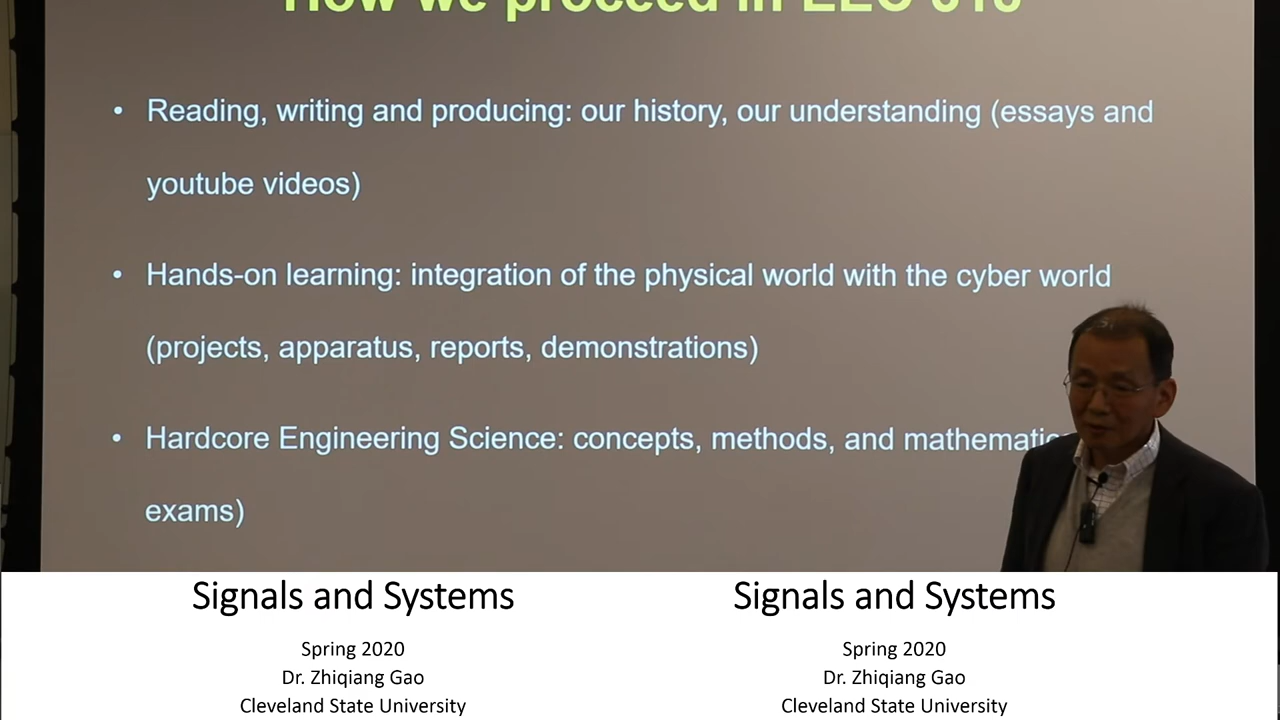 How we proceed in EEC
• Reading, writing and producing: our history, our understanding (essays and
youtube videos)
• Hands-on learning: integration of the physical world with the cyber world
(projects, apparatus, reports, demonstrations)
• Hardcore Engineering Science: concepts, methods, and
exams)
Signals and Systems
Spring 2020
Dr. Zhiqiang Gao
Cleveland State University
Signals and Systems
Spring 2020
Dr. Zhiqiang Gao
Cleveland State University